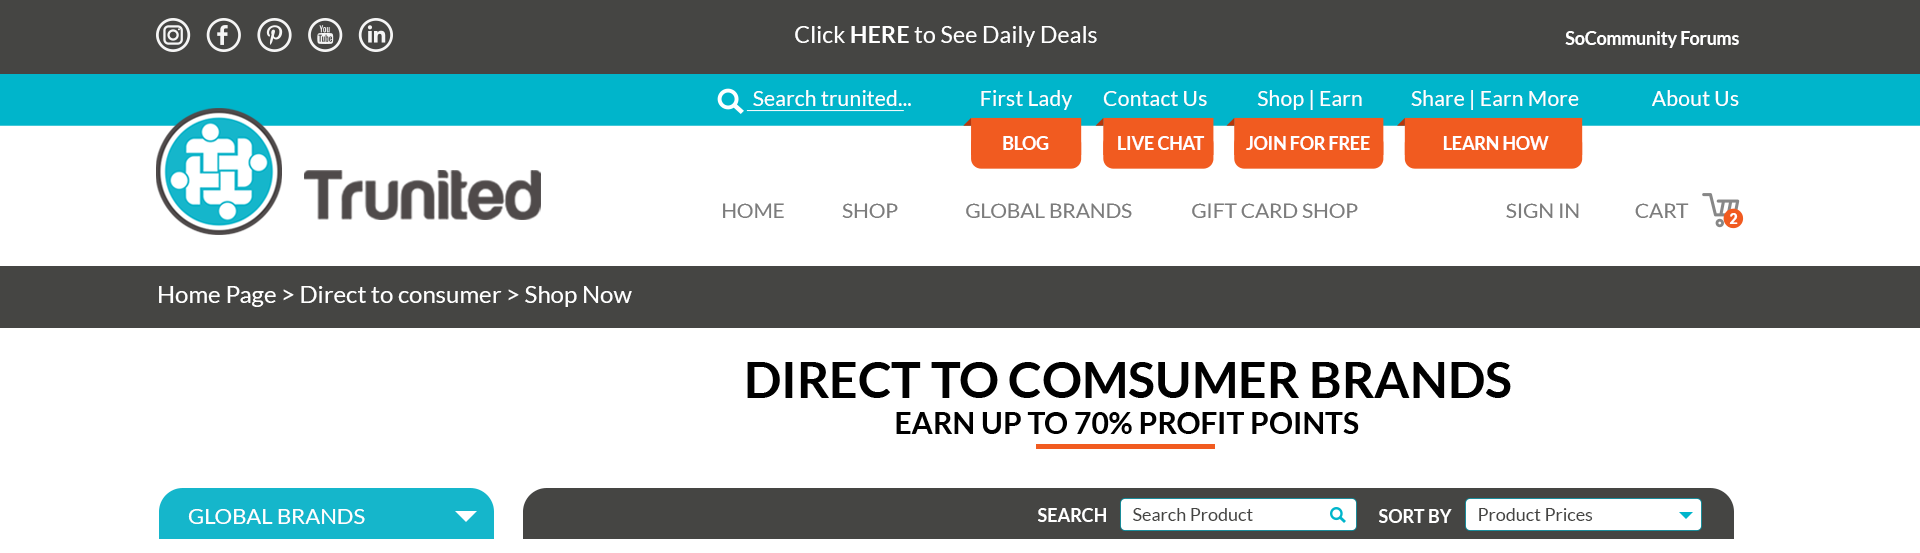 You Tube
Click HERE to See Daily Deals
SoCommunity Forums
Search trunited...
First Lady
Contact Us
Shop | Earn
Share | Earn More
About Us
BLOG
LIVE CHAT
JOIN FOR FREE
LEARN HOW
Trunited
HOME
SHOP
GLOBAL BRANDS
GIFT CARD SHOP
SIGN IN
CART
2
Home Page > Direct to consumer > Shop Now
DIRECT TO COMSUMER BRANDS
EARN UP TO 70% PROFIT POINTS
GLOBAL BRANDS
SEARCH
Search Product
SORT BY
Product Prices